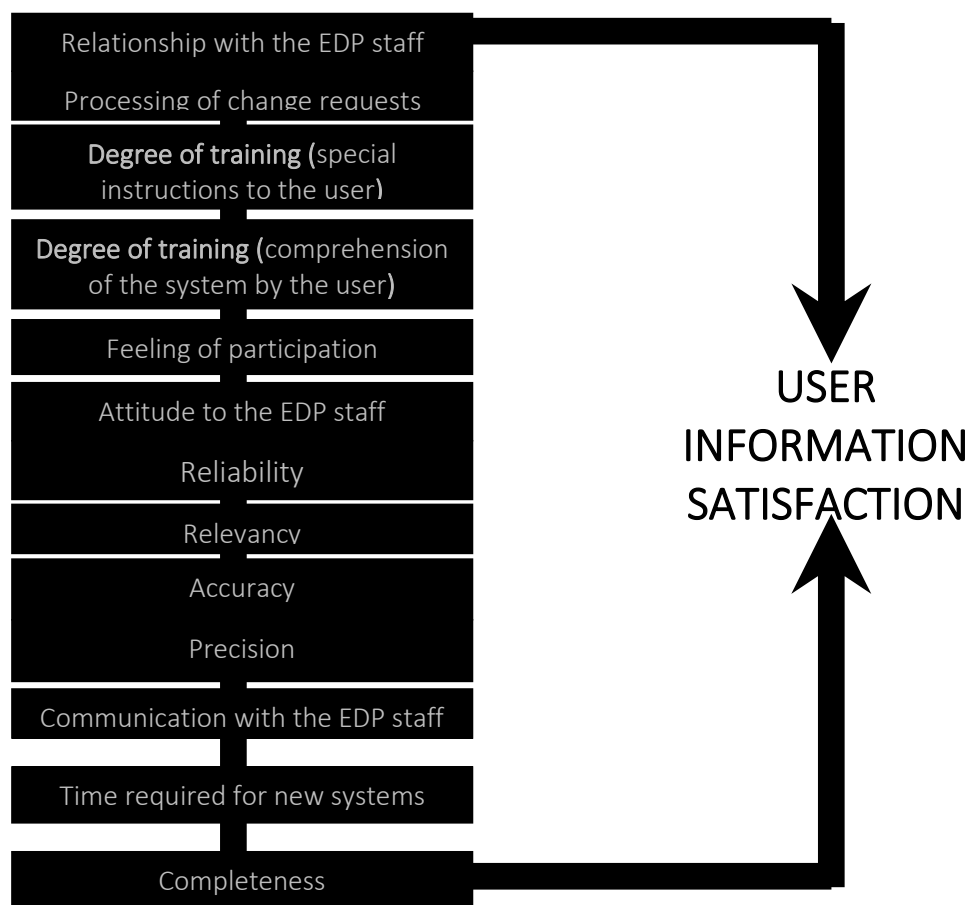 Relationship with the EDP staff
Processing of change requests
Degree of training (special
instructions to the user)
Degree of training (comprehension
of the system by the user)
Feeling of participation
Attitude to the EDP staff
Reliability
Relevancy
Accuracy
Precision
Communication with the EDP staff
Time required for new systems
Completeness
USER
INFORMATION
SATISFACTION